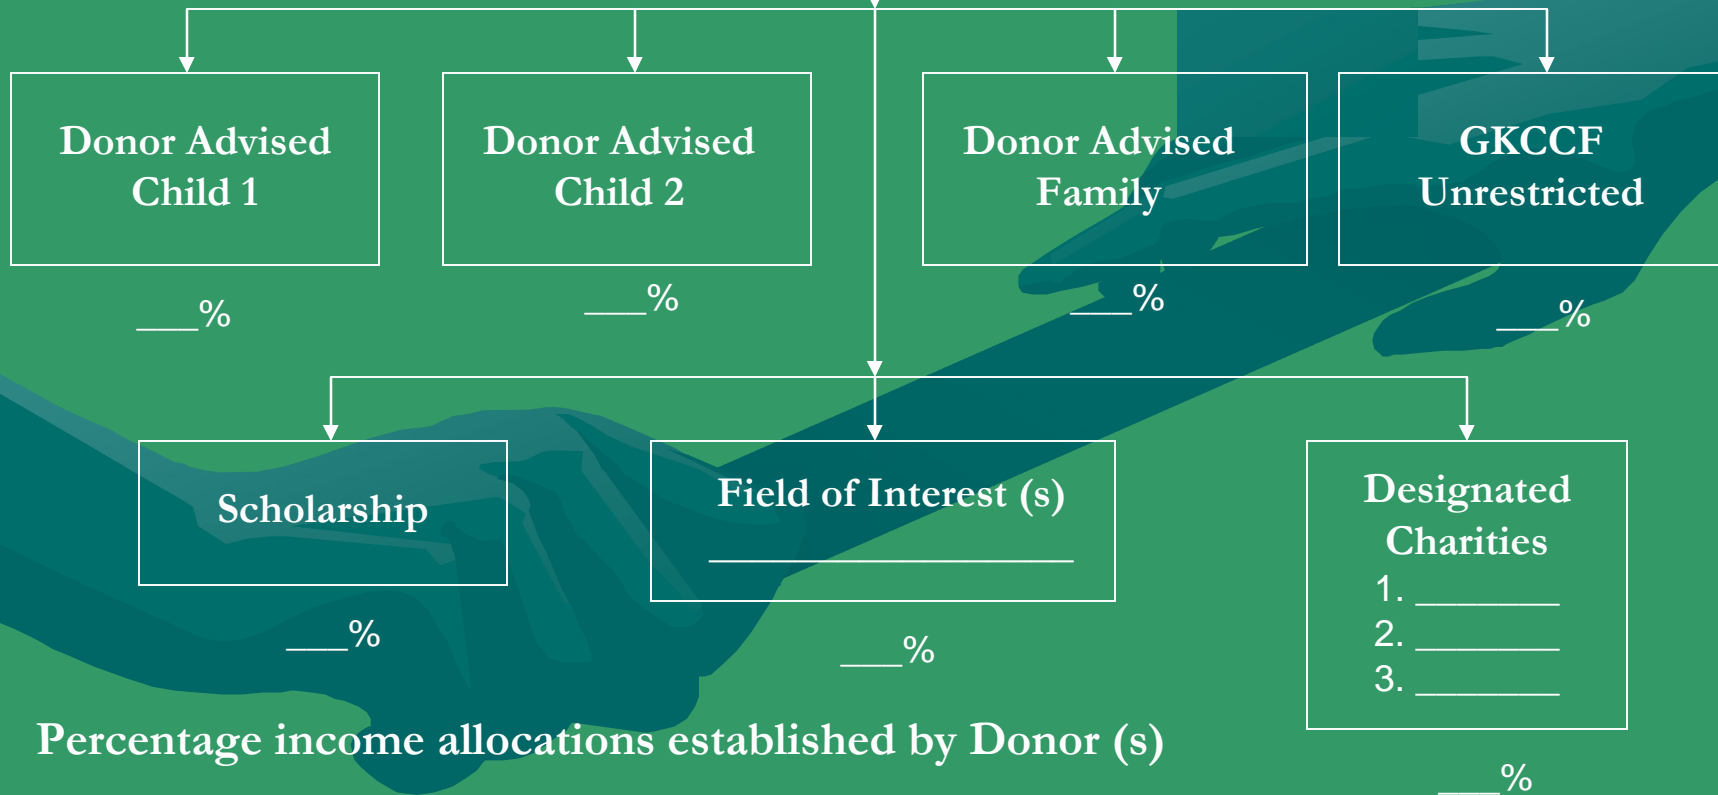 Donor Advised
Child 1
Donor Advised
Child 2
Donor Advised
Family
GKCCF
Unrestricted
___%
___%
___%
___%
Scholarship
Field of Interest (s)
__________________
Designated
Charities
1. _______
2. _______
3. _______
___%
___%
___%
Percentage income allocations established by Donor (s)